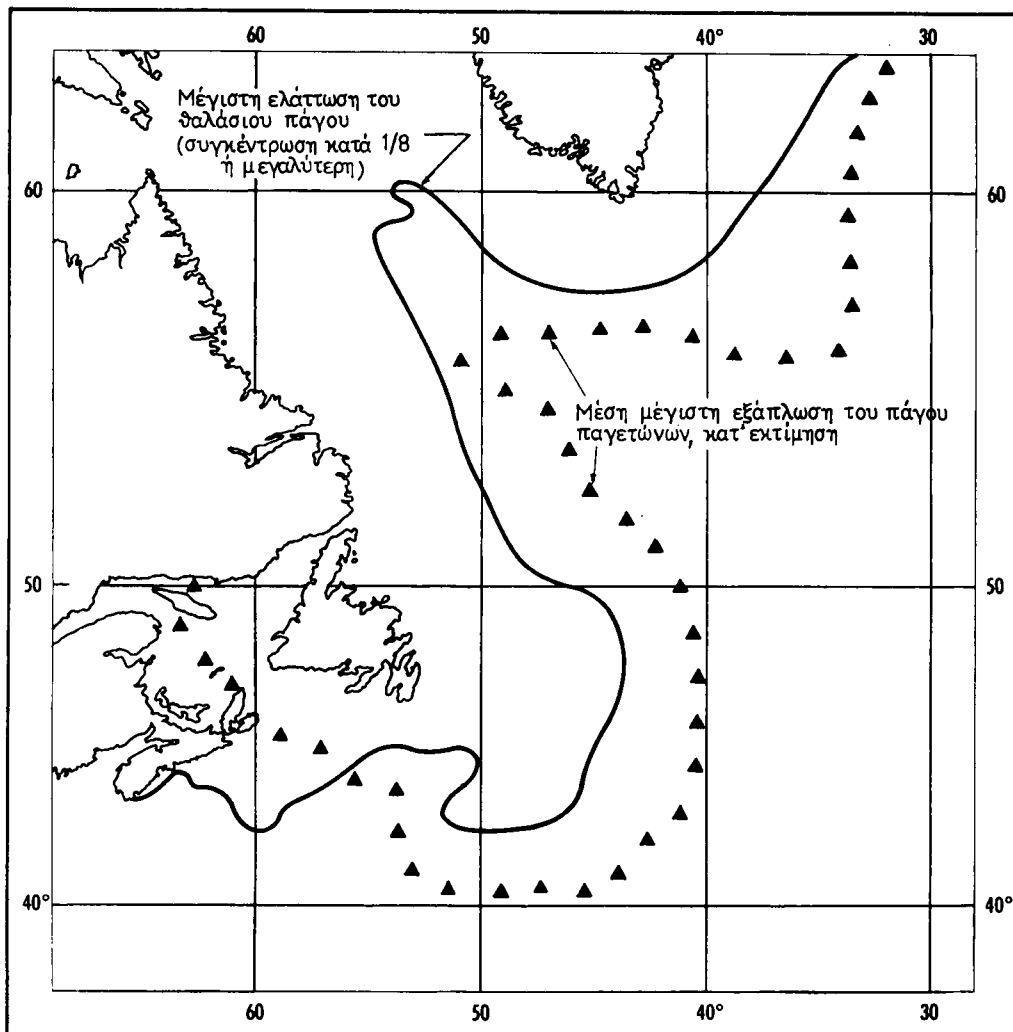 60 50 40° 30
Μέγιστη ελάττωση του
θαλάσιου πάγου
(συγκέντρωση κατά 1/8
ή μεγαλύτερη)
60 60
Μέση μέγιστη εξάπλωση του πάγου
παγετώνων, κατ' εκτίμηση
50 50
40° 40°
60 50 40° 30